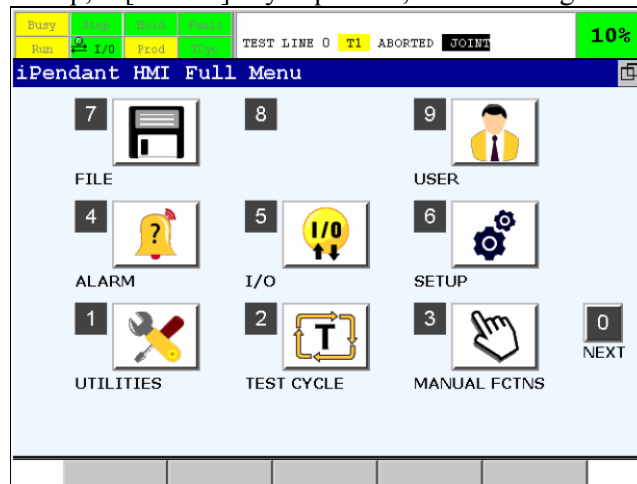 Busy Step Hold Fault
Run I/O Prod TCyc
TEST LINE 0 T1 ABORTED JOINT
10%
iPendant HMI Full Menu
7 8 9
FILE USER
4 5 6
I/O
ALARM I/O SETUP
1 2 3 0
T
NEXT
UTILITIES TEST CYCLE MANUAL FCTNS